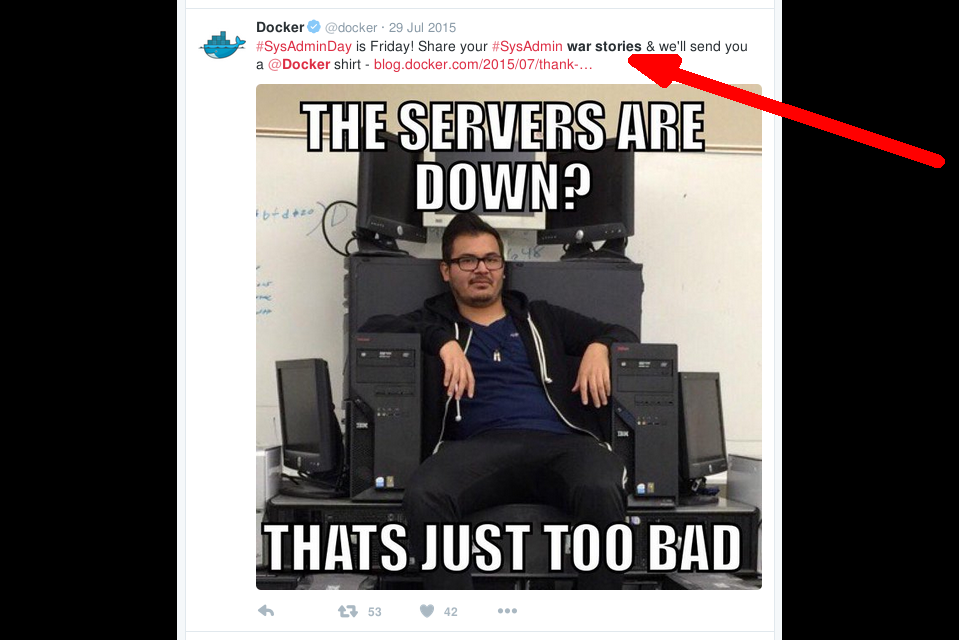 Docker @docker · 29 Jul 2015
#SysAdminDay is Friday! Share your #SysAdmin war stories & we'll send you
a @Docker shirt - blog.docker.com/2015/07/thank-…
THE SERVERS ARE
DOWN?
THATS JUST TOO BAD
53 42